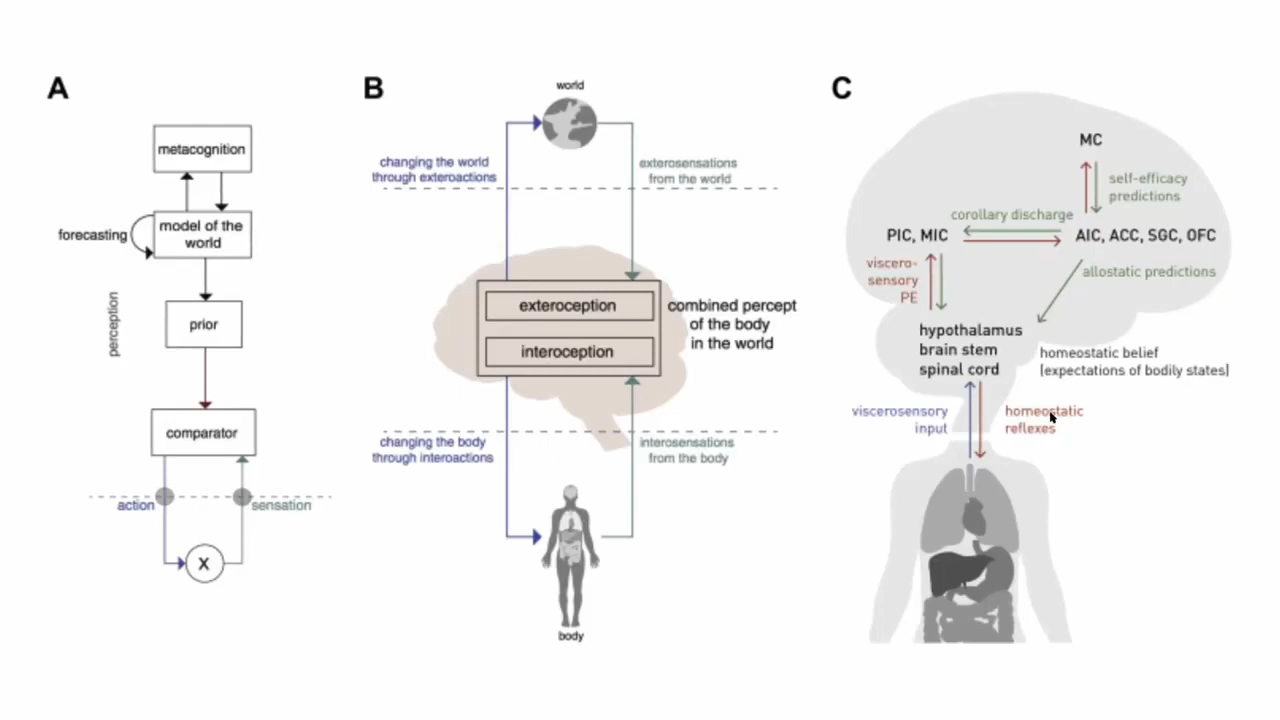 A
metacognition
forecasting
model of the
world
perception
prior
comparator
action
sensation
X
B
world
changing the world
through exteroactions
exterosensations
from the world
exteroception
interoception
combined percept
of the body
in the world
changing the body
through interoactions
interosensations
from the body
body
C
MC
self-efficacy
predictions
corollary discharge
PIC, MIC
AIC, ACC, SGC, OFC
viscero-
sensory
PE
allostatic predictions
hypothalamus
brain stem
spinal cord
homeostatic belief
(expectations of bodily states)
viscerosensory
input
homeostatic
reflexes